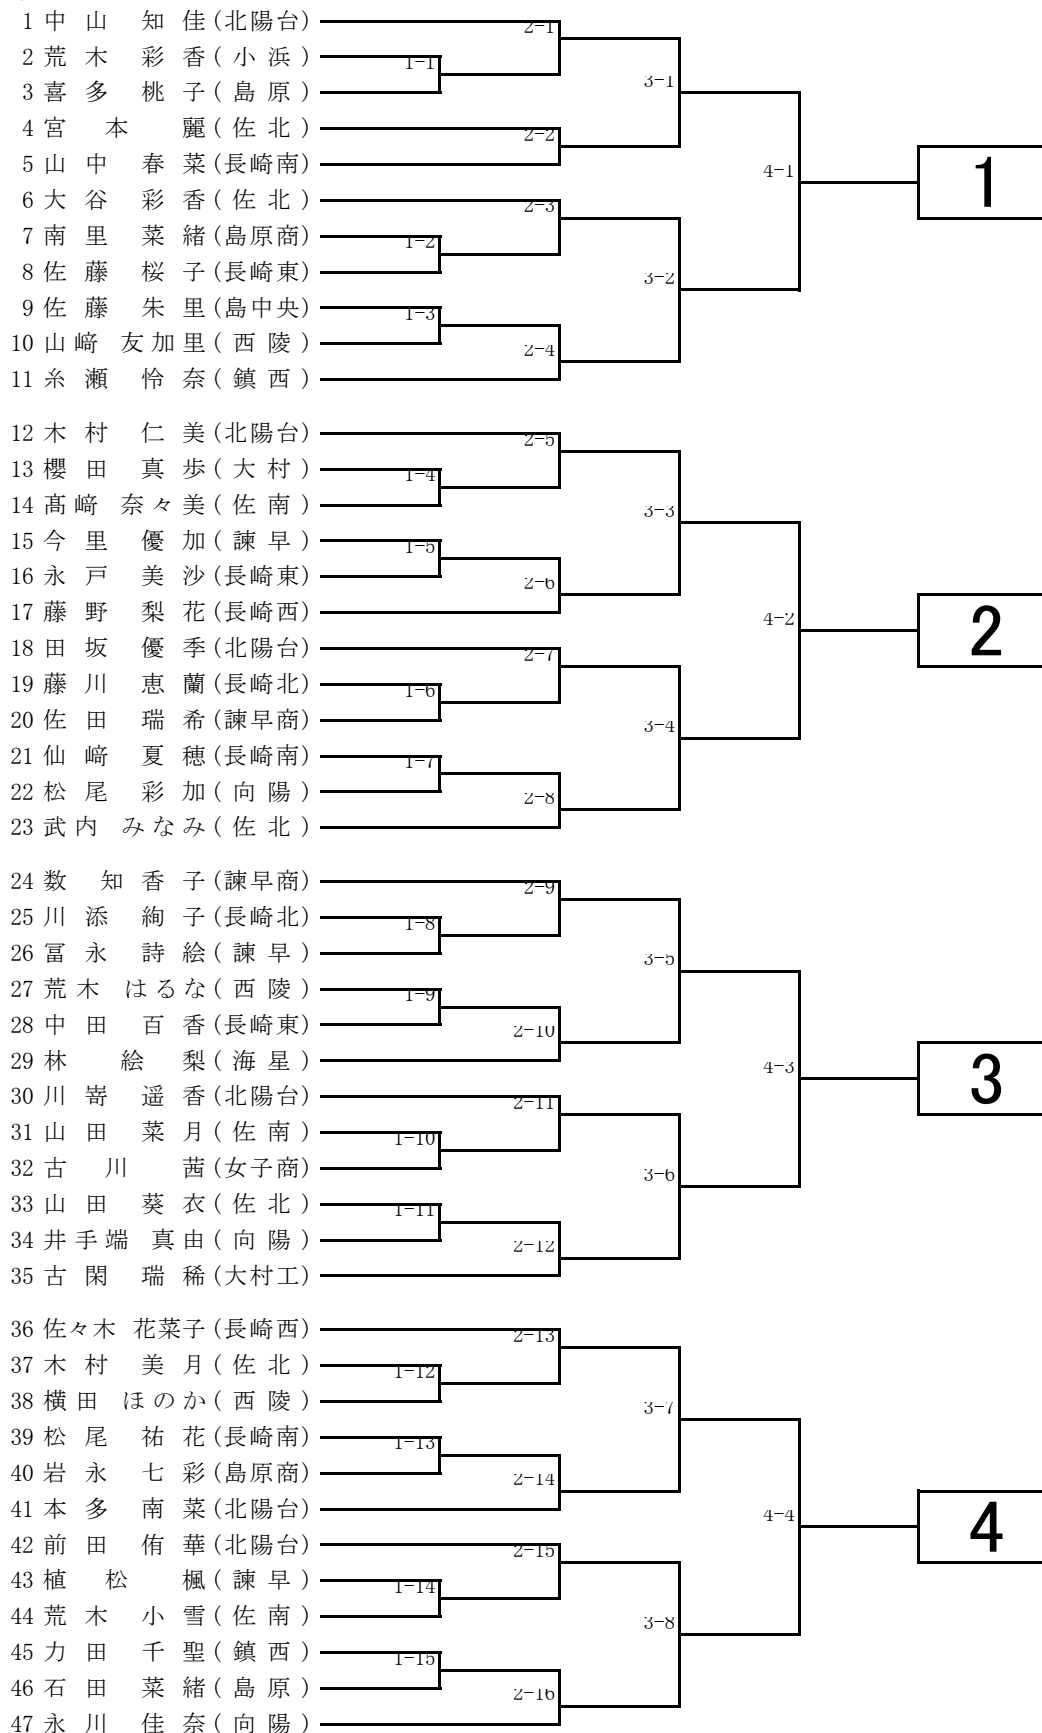 1 中山 知佳(北陽台)
2-1
2 荒木 彩香(小浜)
1-1
3-1
3 喜多 桃子(島原)
4 宮本 麗(佐北)
2-2
5 山中 春菜(長崎南)
4-1
1
6 大谷 彩香(佐北)
2-3
7 南里 菜緒(島原商)
1-2
8 佐藤 桜子(長崎東)
3-2
9 佐藤 朱里(島中央)
1-3
10 山﨑 友加里(西陵)
2-4
11 糸瀬 怜奈(鎮西)
12 木村 仁美(北陽台)
2-5
13 櫻田 真歩(大村)
1-4
14 髙﨑 奈々美(佐南)
3-3
15 今里 優加(諫早)
1-5
16 永戸 美沙(長崎東)
2-6
17 藤野 梨花(長崎西)
4-2
2
18 田坂 優季(北陽台)
2-7
19 藤川 恵蘭(長崎北)
1-6
20 佐田 瑞希(諫早商)
3-4
21 仙﨑 夏穂(長崎南)
1-7
22 松尾 彩加(向陽)
2-8
23 武内 みなみ(佐北)
24 数 知香子(諫早商)
2-9
25 川添 絢子(長崎北)
1-8
26 冨永 詩絵(諫早)
3-5
27 荒木 はるな(西陵)
1-9
28 中田 百香(長崎東)
2-10
29 林 絵梨(海星)
4-3
3
30 川嵜 遥香(北陽台)
2-11
31 山田 菜月(佐南)
1-10
32 古川 茜(女子商)
3-6
33 山田 葵衣(佐北)
1-11
34 井手端 真由(向陽)
2-12
35 古閑 瑞稀(大村工)
36 佐々木 花菜子(長崎西)
2-13
37 木村 美月(佐北)
1-12
38 横田 ほのか(西陵)
3-7
39 松尾 祐花(長崎南)
1-13
40 岩永 七彩(島原商)
2-14
41 本多 南菜(北陽台)
4-4
4
42 前田 侑華(北陽台)
2-15
43 植松 楓(諫早)
1-14
44 荒木 小雪(佐南)
3-8
45 力田 千聖(鎮西)
1-15
46 石田 菜緒(島原)
2-16
47 永川 佳奈(向陽)